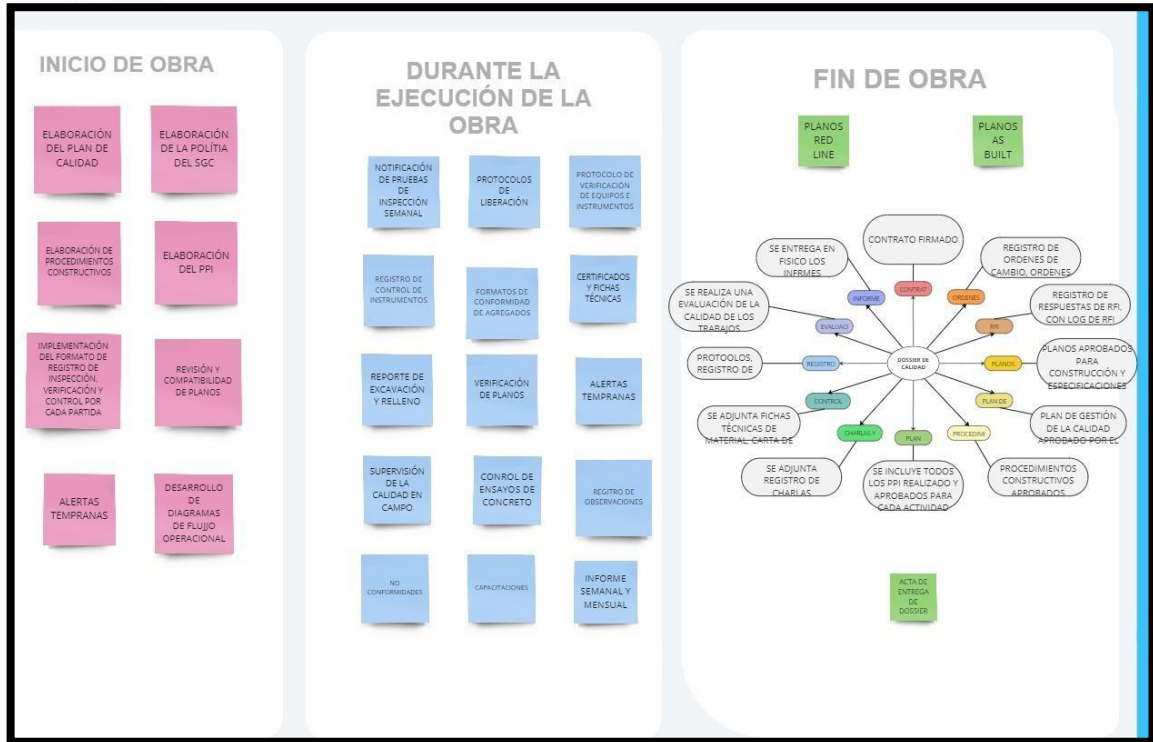 INICIO DE OBRA
ELABORACIÓN
DEL PLAN DE
CALIDAD
ELABORACIÓN
DE LA POLÍTIA
DEL SGC
ELABORACIÓN DE
PROCEDIMIENTOS
CONSTRUCTIVOS
ELABORACIÓN
DEL PPI
IMPLEMENTACIÓN
DEL FORMATO DE
REGISTRO DE
INSPECCIÓN,
VERIFICACIÓN Y
CONTROL POR
CADA PARTIDA
REVISIÓN Y
COMPATIBILIDAD
DE PLANOS
ALERTAS
TEMPRANAS
DESARROLLO
DE
DIAGRAMAS
DE FLUJJO
OPERACIONAL
DURANTE LA
EJECUCIÓN DE LA
OBRA
NOTIFICACIÓN
DE PRUEBAS
DE
INSPECCIÓN
SEMANAL
PROTOCOLOS
DE
LIBERACIÓN
PROTOCOLO DE
VERIFICACIÓN
DE EQUIPOS E
INSTRUMENTOS
REGISTRO DE
CONTROL DE
INSTRUMENTOS
FORMATOS DE
CONFORMIDAD
DE AGREGADOS
CERTIFICADOS
Y FICHAS
TÉCNICAS
REPORTE DE
EXCAVACIÓN
Y RELLENO
VERIFICACIÓN
DE PLANOS
ALERTAS
TEMPRANAS
SUPERVISIÓN
DE LA
CALIDAD EN
CAMPO
CONROL DE
ENSAYOS DE
CONCRETO
REGITRO DE
OBSERVACIONES
NO
CONFORMIDADES
CAPACITACIONES
INFORME
SEMANAL Y
MENSUAL
FIN DE OBRA
PLANOS
RED
LINE
PLANOS
AS
BUILT
CONTRATO FIRMADO
CONTRAT
REGISTRO DE
ORDENES DE
CAMBIO, ORDENES
ORDENES
REGISTRO DE
RESPUESTAS DE RFI,
CON LOG DE RFI
RFI
PLANOS APROBADOS
PARA
CONSTRUCCIÓN Y
ESPECIFICACIONES
PLANOS
PLAN DE GESTIÓN
DE LA CALIDAD
APROBADO POR EL
PLAN DE
PROCEDIMIENTOS
CONSTRUCTIVOS
APROBADOS
PROCEDIMI
SE INCLUYE TODOS
LOS PPI REALIZADO Y
APROBADOS PARA
CADA ACTIVIDAD
PLAN
SE ADJUNTA
REGISTRO DE
CHARLAS
CHARLAS Y
SE ADJUNTA FICHAS
TÉCNICAS DE
MATERIAL, CARTA DE
CONTROL
PROTOOLOS,
REGISTRO DE
REGISTRO
SE REALIZA UNA
EVALUACIÓN DE LA
CALIDAD DE LOS
TRABAJOS
EVALUACI
SE ENTREGA EN
FISICO LOS
INFRMES
INFORME
DOSSIER DE
CALIDAD
ACTA DE
ENTREGA
DE
DOSSIER